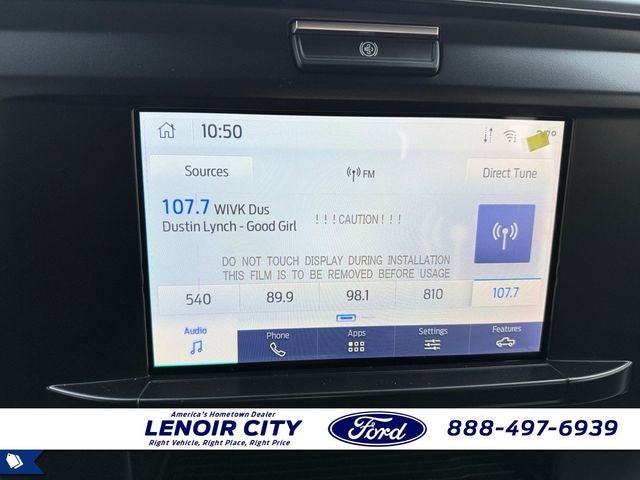 10:50
Sources
FM
Direct Tune
107.7 WIVK Dus
Dustin Lynch - Good Girl
!!!CAUTION!!!
DO NOT TOUCH DISPLAY DURING INSTALLATION
THIS FILM IS TO BE REMOVED BEFORE USAGE
540 89.9 98.1 810 107.7
Audio Phone Apps Settings Features
America's Hometown Dealer
LENOIR CITY
Right Vehicle, Right Place, Right Price
Ford
888-497-6939